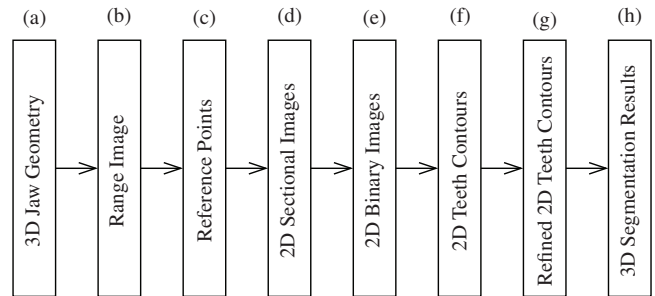 (a) (b) (c) (d) (e) (f) (g) (h)
3D Jaw Geometry
Range Image
Reference Points
2D Sectional Images
2D Binary Images
2D Teeth Contours
Refined 2D Teeth Contours
3D Segmentation Results